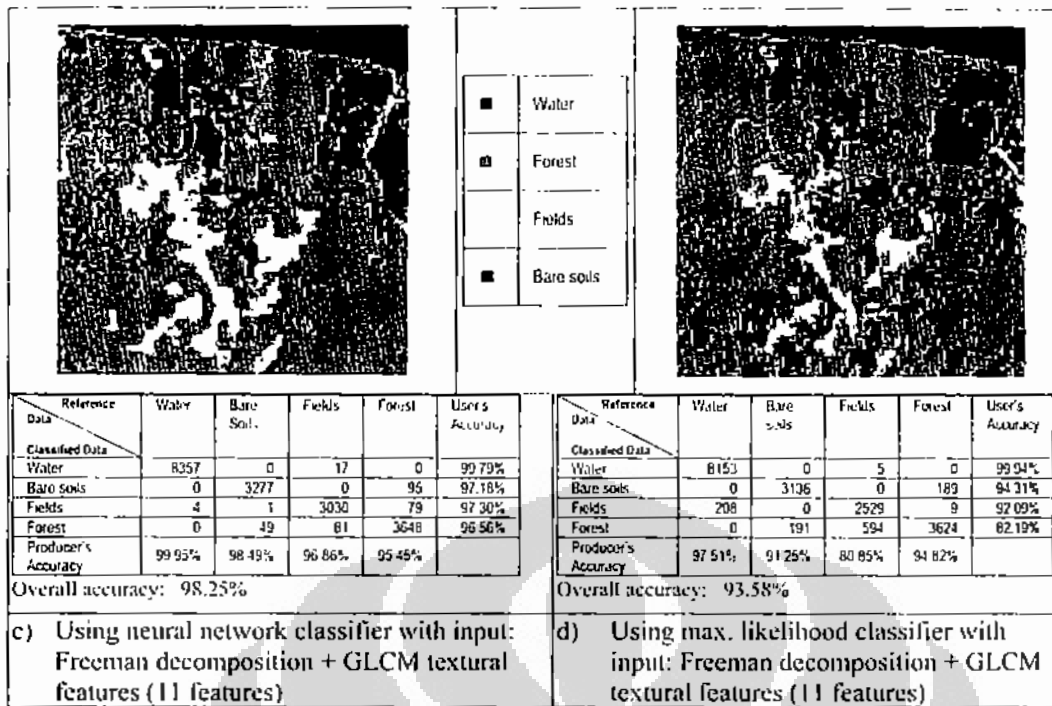 Water
Forest
Fields
Bare soils
Reference Data Water Bare Fields Forest User's Accuracy
Classified Data
Water 8357 0 17 0 99.79%
Bare soils 0 3277 0 95 97.18%
Fields 4 1 3030 79 97.30%
Forest 0 49 81 3648 96.56%
Producer's Accuracy 99.95% 98.49% 96.86% 95.45%
Overall accuracy: 98.25%
c) Using neural network classifier with input:
Freeman decomposition + GLCM textural
features (11 features)
Reference Data Water Bare soils Fields Forest User's Accuracy
Classified Data
Water 8153 0 5 0 99.94%
Bare soils 0 3136 0 189 94.31%
Fields 208 0 2529 9 92.09%
Forest 0 191 594 3624 82.19%
Producer's Accuracy 97.51% 80.85% 94.82%
Overall accuracy: 93.58%
d) Using max. likelihood classifier with
input: Freeman decomposition + GLCM
textural features (11 features)